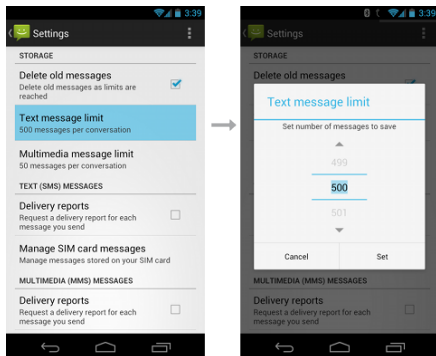 3:39
Settings
STORAGE
Delete old messages
Delete old messages as limits are
reached
Text message limit
500 messages per conversation
Multimedia message limit
50 messages per conversation
TEXT (SMS) MESSAGES
Delivery reports
Request a delivery report for each
message you send
Manage SIM card messages
Manage messages stored on your SIM card
MULTIMEDIA (MMS) MESSAGES
Delivery reports
Request a delivery report for each
message you send
3:39
Settings
STORAGE
Delete old messages
Text message limit
Set number of messages to save
499
500
501
Cancel
Set
MULTIMEDIA (MMS) MESSAGES
Delivery reports
Request a delivery report for each
message you send